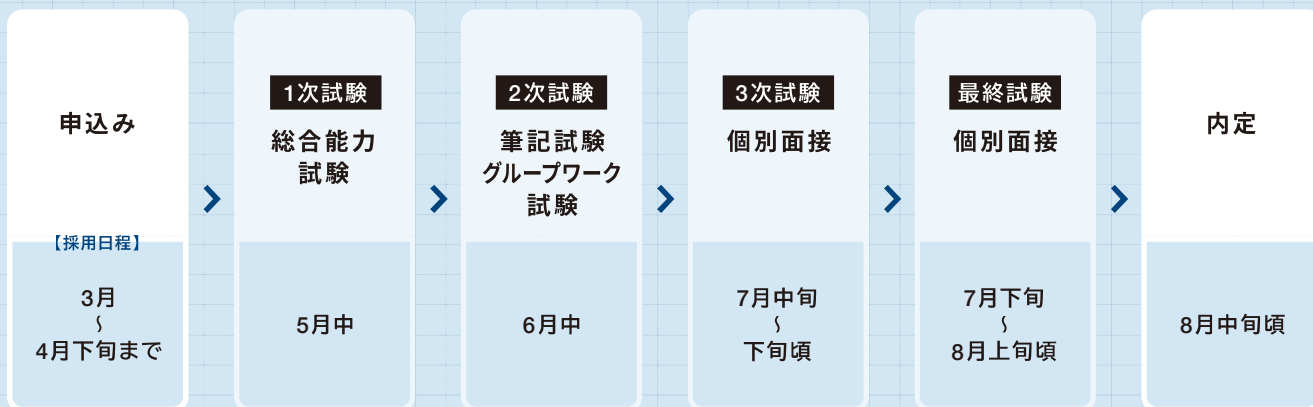 申込み
【採用日程】
3月
〜
4月下旬まで
1次試験
総合能力
試験
5月中
2次試験
筆記試験
グループワーク
試験
6月中
3次試験
個別面接
7月中旬
〜
下旬頃
最終試験
個別面接
7月下旬
〜
8月上旬頃
内定
8月中旬頃